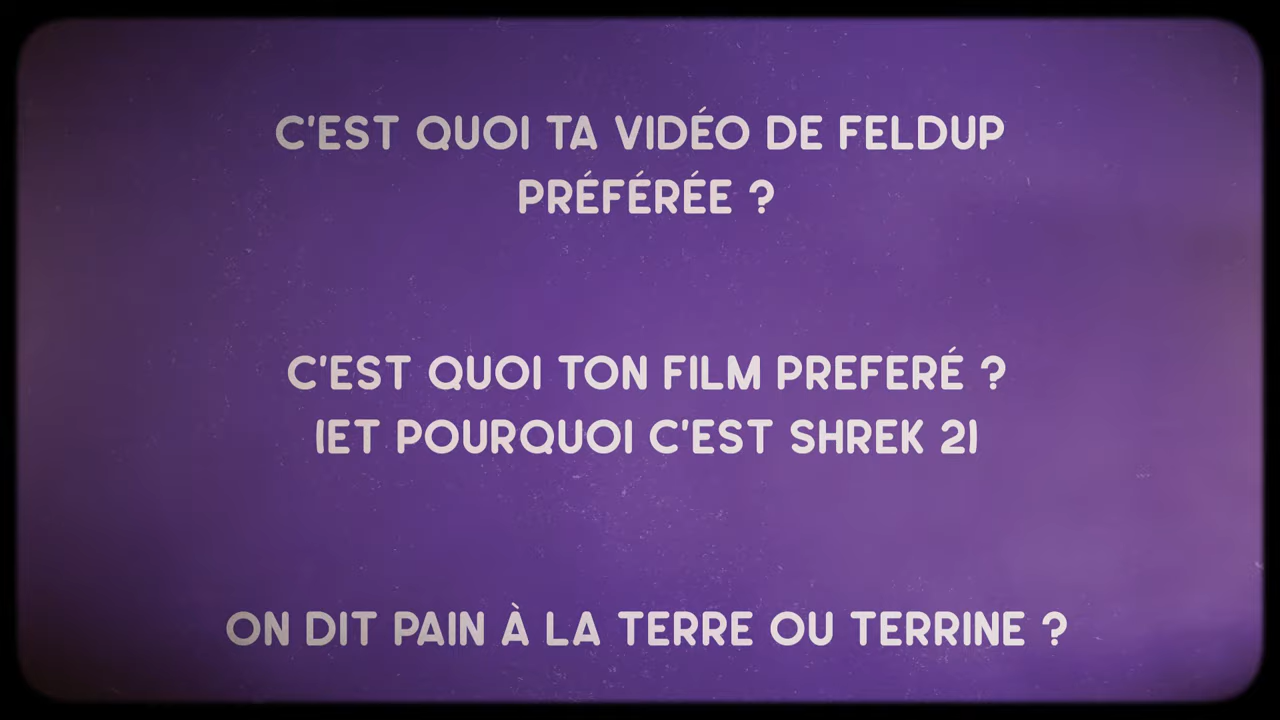 C'EST QUOI TA VIDÉO DE FELDUP
PRÉFÉRÉE ?
C'EST QUOI TON FILM PREFERÉ ?
(ET POURQUOI C'EST SHREK 2)
ON DIT PAIN À LA TERRE OU TERRINE ?